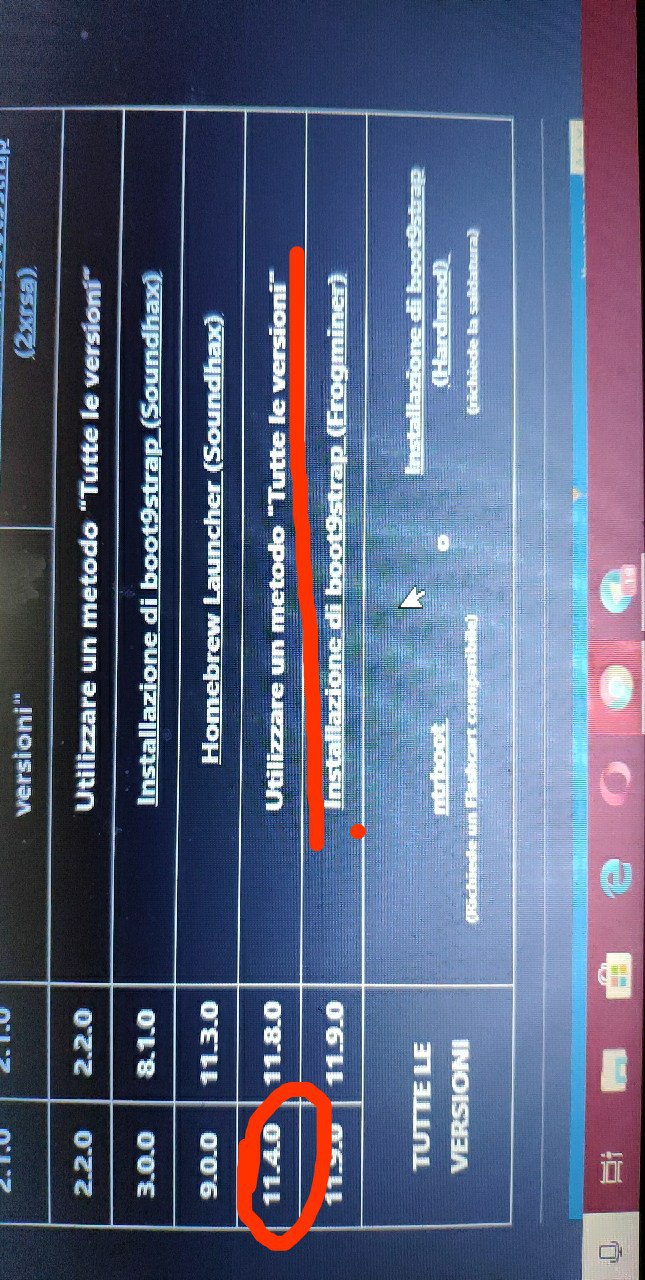 2.1.0 2.1.0 versioni" (2xrsa)
2.2.0 2.2.0 Utilizzare un metodo "Tutte le versioni"
3.0.0 8.1.0 Installazione di boot9strap (Soundhax)
9.0.0 11.3.0 Homebrew Launcher (Soundhax)
11.4.0 11.8.0 Utilizzare un metodo "Tutte le versioni"
11.9.0 11.9.0 Installazione di boot9strap (Frogminer)
TUTTE LE
VERSIONI
ntrboot
(Richiede un Flashcart compatibile)
o
Installazione di boot9strap
(Hardmod)
(richiede la saldatura)